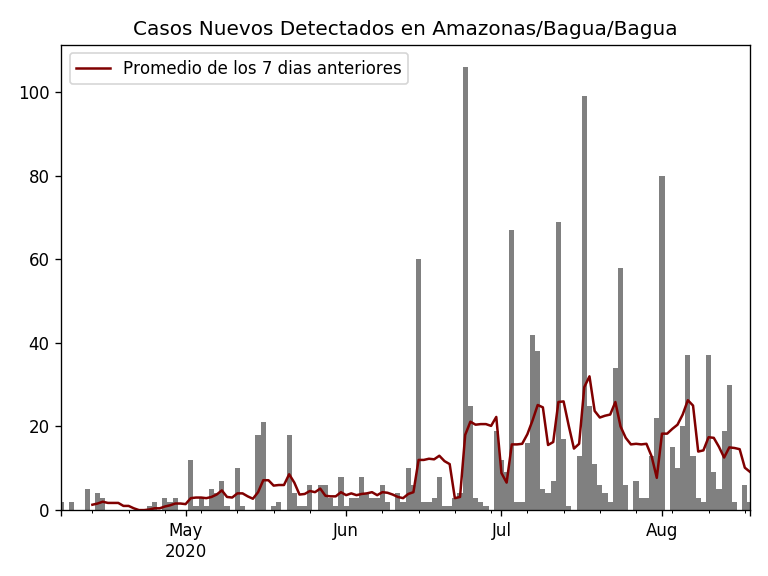 Casos Nuevos Detectados en Amazonas/Bagua/Bagua
Promedio de los 7 dias anteriores
100
80
60
40
20
0
May
2020
Jun
Jul
Aug